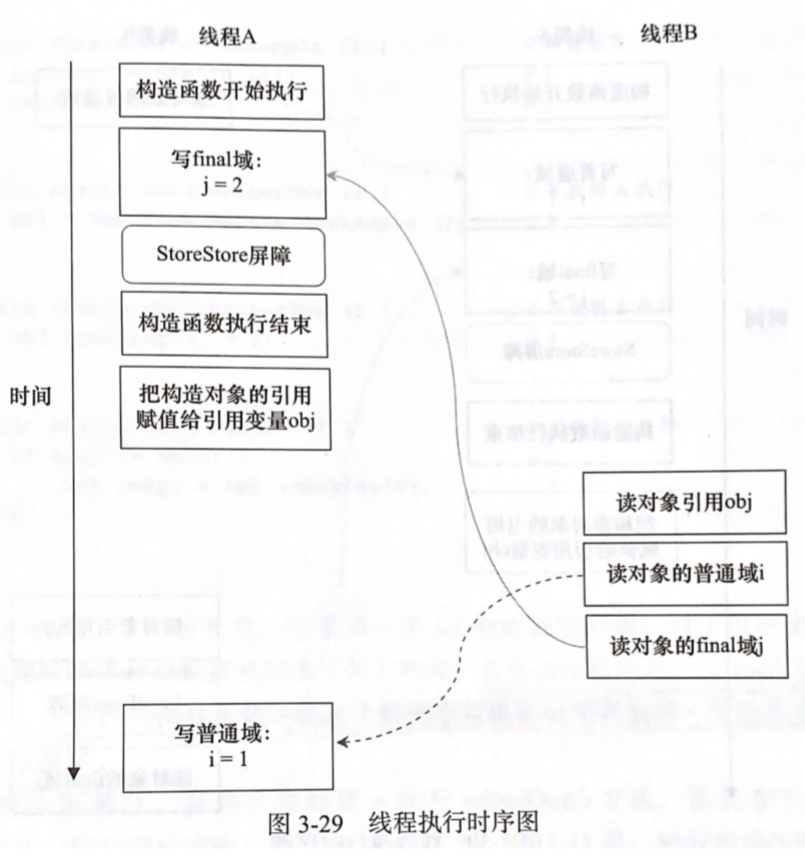 线程A
线程B
构造函数开始执行
写final域:
j = 2
StoreStore屏障
构造函数执行结束
时间
把构造对象的引用
赋值给引用变量obj
读对象引用obj
读对象的普通域i
读对象的final域j
写普通域:
i = 1
图 3-29 线程执行时序图